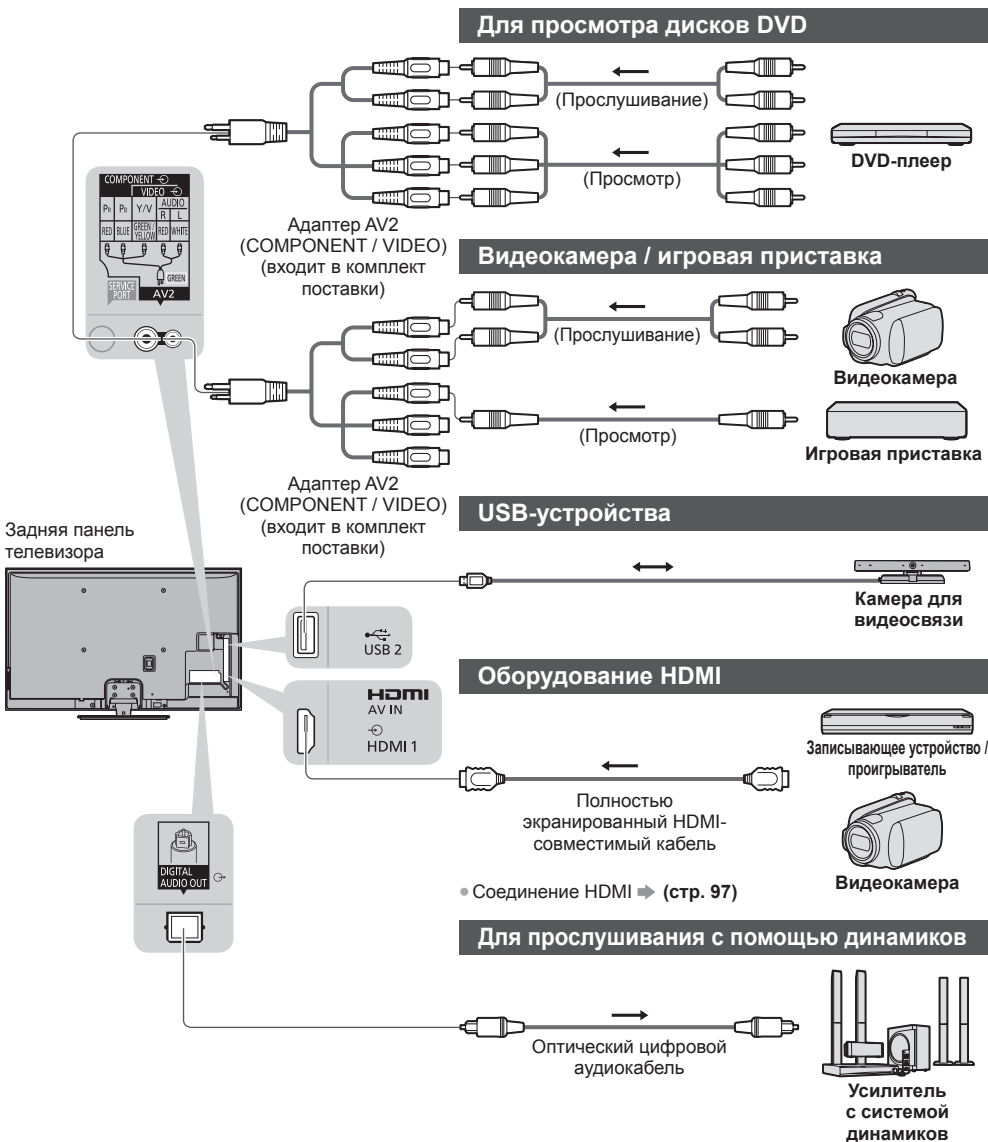 Для просмотра дисков DVD
(Прослушивание)
(Просмотр)
DVD-плеер
COMPONENT
VIDEO
AUDIO
PR PB Y/V R L
RED BLUE GREEN / YELLOW RED WHITE
GREEN
SERVICE PORT
AV2
Адаптер AV2
(COMPONENT / VIDEO)
(входит в комплект
поставки)
Видеокамера / игровая приставка
(Прослушивание)
Видеокамера
(Просмотр)
Игровая приставка
Адаптер AV2
(COMPONENT / VIDEO)
(входит в комплект
поставки)
USB-устройства
Задняя панель
телевизора
Камера для
видеосвязи
USB 2
Оборудование HDMI
HDMI
AV IN
HDMI 1
Записывающее устройство /
проигрыватель
Полностью
экранированный HDMI-
совместимый кабель
Видеокамера
Соединение HDMI (стр. 97)
DIGITAL
AUDIO OUT
Для прослушивания с помощью динамиков
Оптический цифровой
аудиокабель
Усилитель
с системой
динамиков